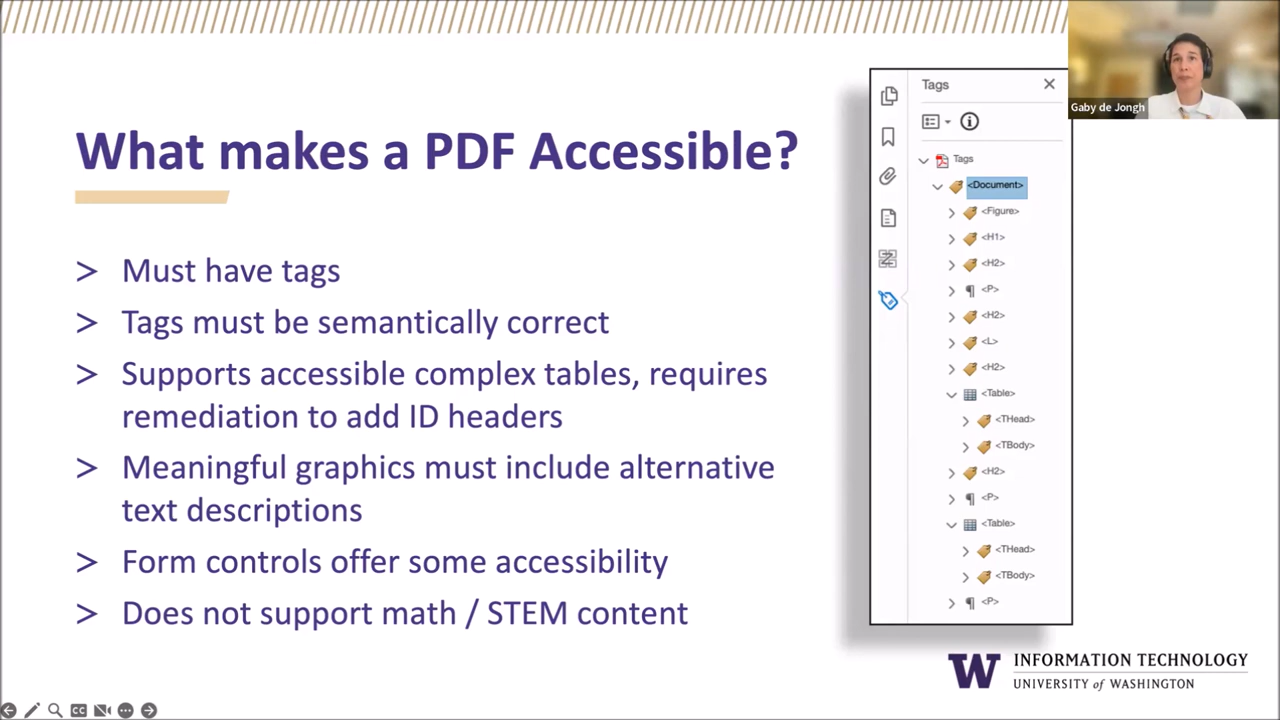 What makes a PDF Accessible?
> Must have tags
> Tags must be semantically correct
> Supports accessible complex tables, requires
remediation to add ID headers
> Meaningful graphics must include alternative
text descriptions
> Form controls offer some accessibility
> Does not support math / STEM content
Tags
Tags
<Document>
<Figure>
<H1>
<H2>
<P>
<H2>
<L>
<H2>
<Table>
<THead>
<TBody>
<H2>
<P>
<Table>
<THead>
<TBody>
<P>
Gaby de Jongh
W INFORMATION TECHNOLOGY
UNIVERSITY of WASHINGTON
CC